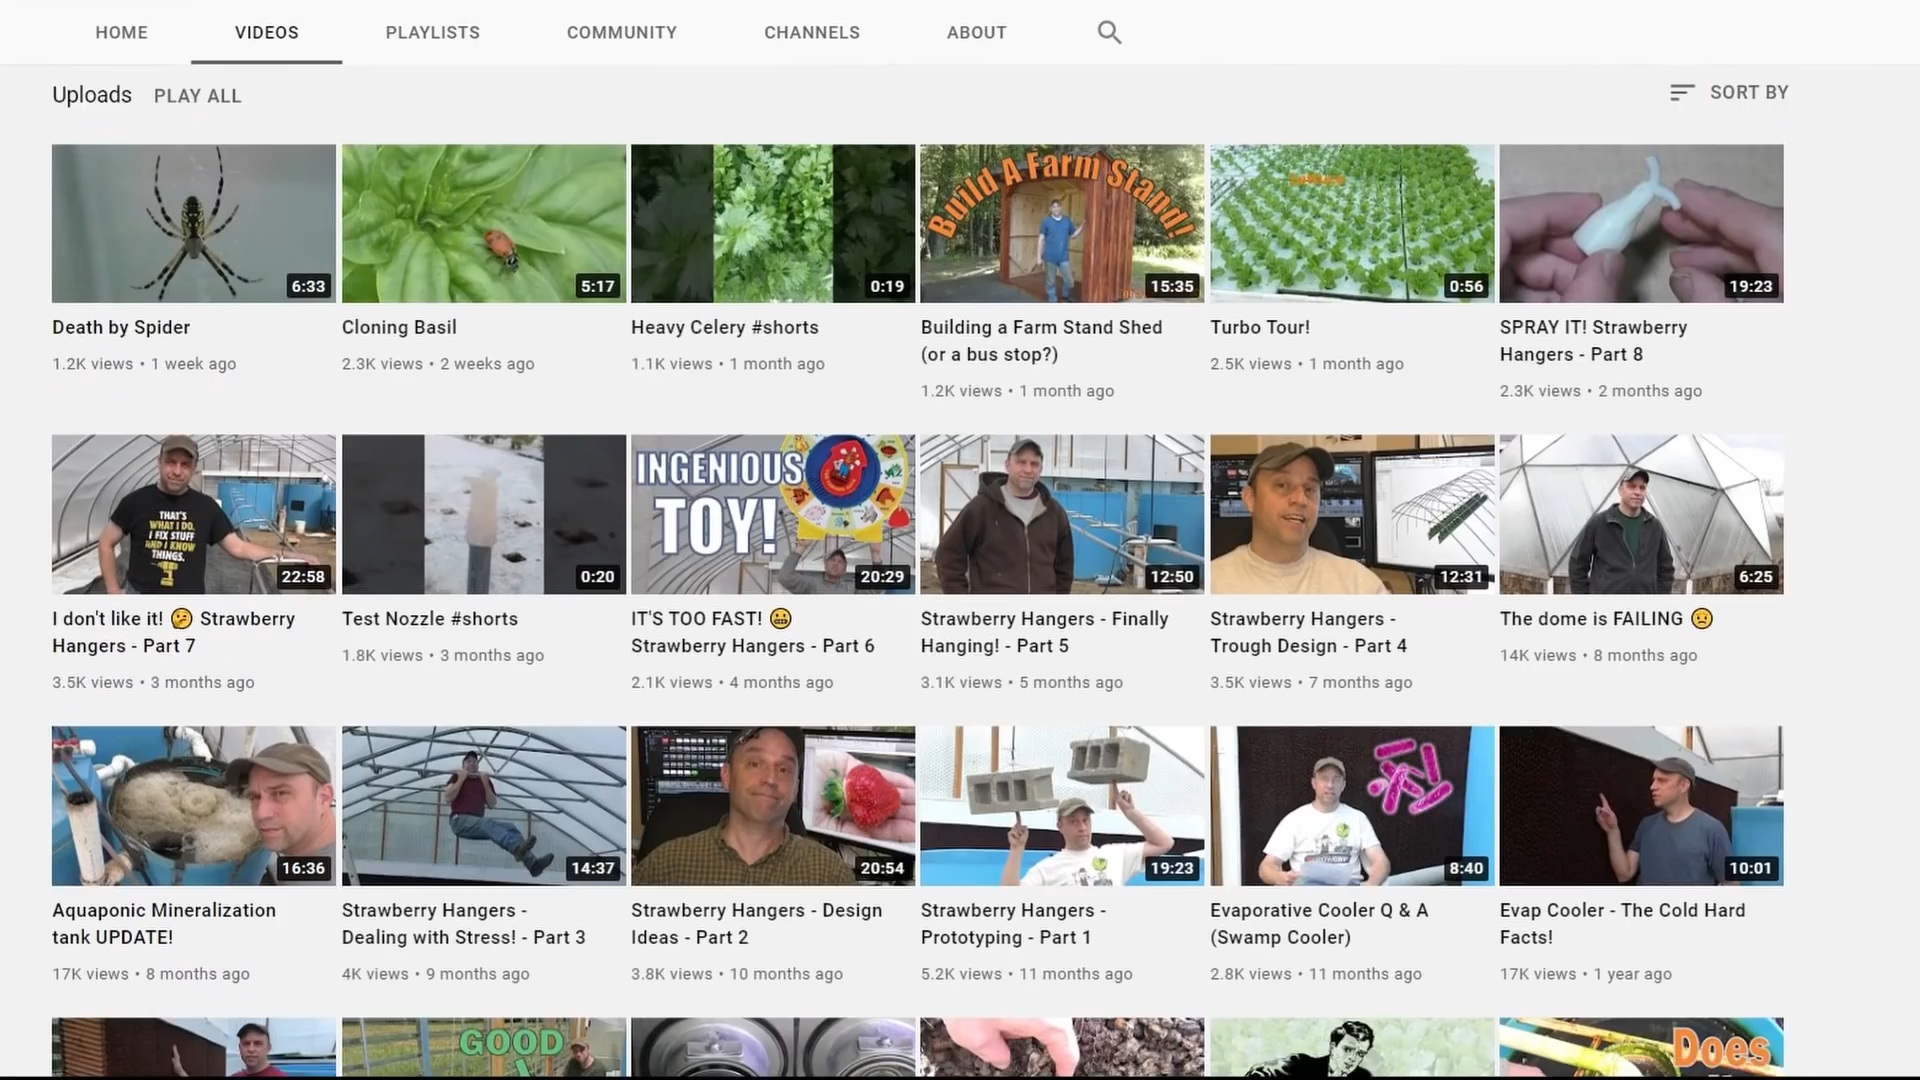 HOME
VIDEOS
PLAYLISTS
COMMUNITY
CHANNELS
ABOUT
Uploads
PLAY ALL
SORT BY
6:33
5:17
0:19
Build A Farm Stand!
15:35
0:56
19:23
Death by Spider
1.2K views • 1 week ago
Cloning Basil
2.3K views • 2 weeks ago
Heavy Celery #shorts
1.1K views • 1 month ago
Building a Farm Stand Shed
(or a bus stop?)
1.2K views • 1 month ago
Turbo Tour!
2.5K views • 1 month ago
SPRAY IT! Strawberry
Hangers - Part 8
2.3K views • 2 months ago
THAT'S
WHAT I DO.
I FIX STUFF
AND I KNOW
THINGS.
22:58
0:20
INGENIOUS
TOY!
20:29
12:50
12:31
6:25
I don't like it! 🤔 Strawberry
Hangers - Part 7
3.5K views • 3 months ago
Test Nozzle #shorts
1.8K views • 3 months ago
IT'S TOO FAST! 😬
Strawberry Hangers - Part 6
2.1K views • 4 months ago
Strawberry Hangers - Finally
Hanging! - Part 5
3.1K views • 5 months ago
Strawberry Hangers -
Trough Design - Part 4
3.5K views • 7 months ago
The dome is FAILING 😟
14K views • 8 months ago
16:36
14:37
20:54
19:23
8:40
10:01
Aquaponic Mineralization
tank UPDATE!
17K views • 8 months ago
Strawberry Hangers -
Dealing with Stress! - Part 3
4K views • 9 months ago
Strawberry Hangers - Design
Ideas - Part 2
3.8K views • 10 months ago
Strawberry Hangers -
Prototyping - Part 1
5.2K views • 11 months ago
Evaporative Cooler Q & A
(Swamp Cooler)
2.8K views • 11 months ago
Evap Cooler - The Cold Hard
Facts!
17K views • 1 year ago
GOOD
Does